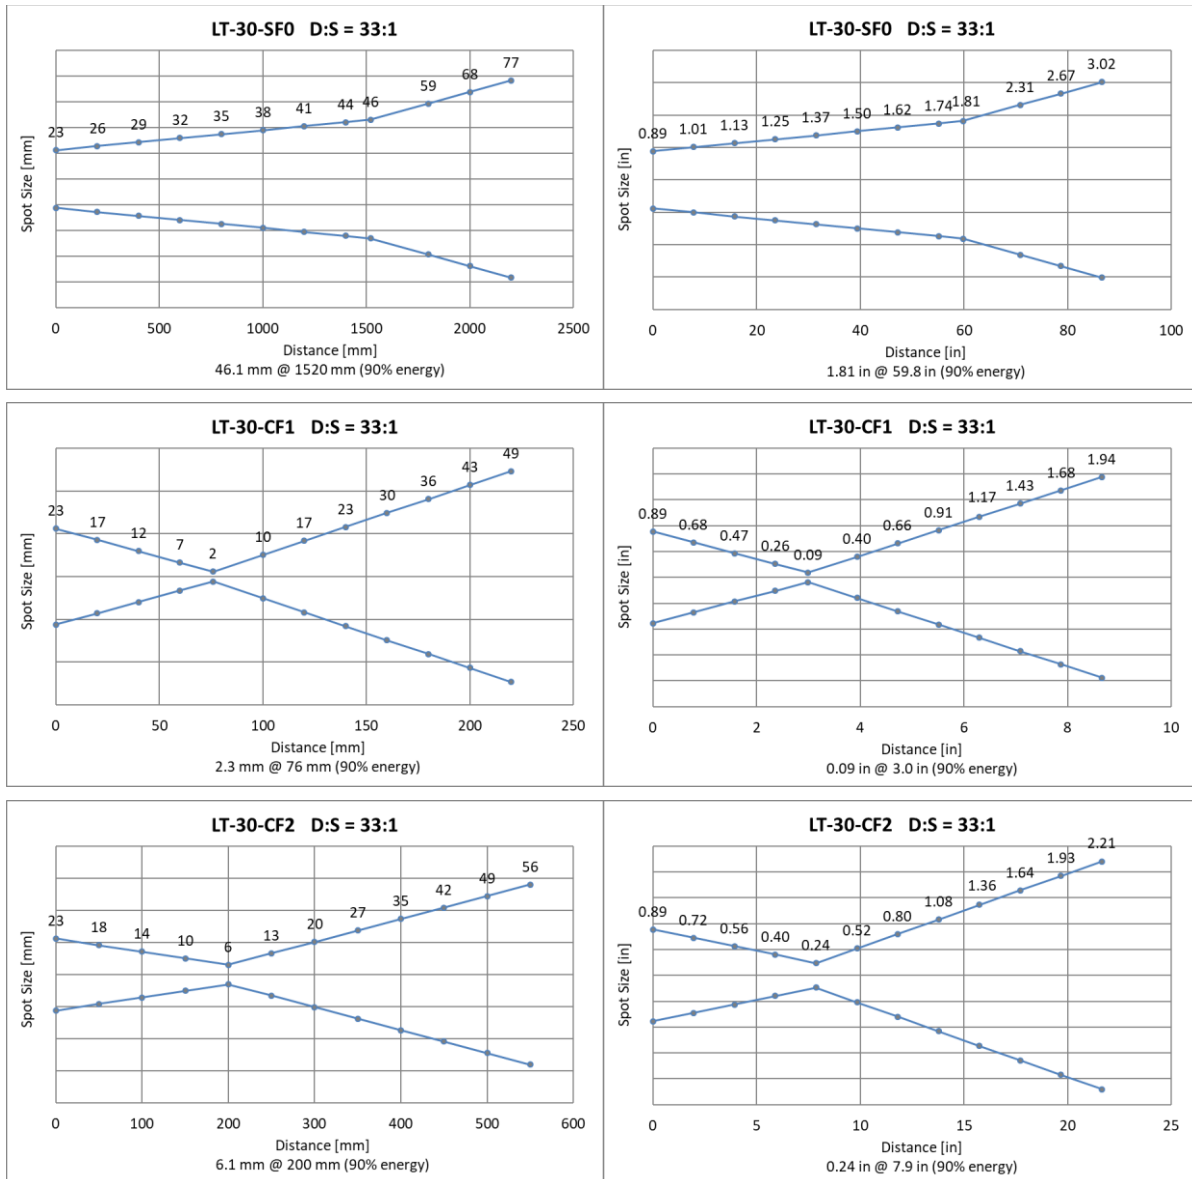 LT-30-SF0 D:S = 33:1
Spot Size [mm]
23 26 29 32 35 38 41 44 46 59 68 77
0 500 1000 1500 2000 2500
Distance [mm]
46.1 mm @ 1520 mm (90% energy)
LT-30-SF0 D:S = 33:1
Spot Size [in]
0.89 1.01 1.13 1.25 1.37 1.50 1.62 1.74 1.81 2.31 2.67 3.02
0 20 40 60 80 100
Distance [in]
1.81 in @ 59.8 in (90% energy)
LT-30-CF1 D:S = 33:1
Spot Size [mm]
23 17 12 7 2 10 17 23 30 36 43 49
0 50 100 150 200 250
Distance [mm]
2.3 mm @ 76 mm (90% energy)
LT-30-CF1 D:S = 33:1
Spot Size [in]
0.89 0.68 0.47 0.26 0.09 0.40 0.66 0.91 1.17 1.43 1.68 1.94
0 2 4 6 8 10
Distance [in]
0.09 in @ 3.0 in (90% energy)
LT-30-CF2 D:S = 33:1
Spot Size [mm]
23 18 14 10 6 13 20 27 35 42 49 56
0 100 200 300 400 500 600
Distance [mm]
6.1 mm @ 200 mm (90% energy)
LT-30-CF2 D:S = 33:1
Spot Size [in]
0.89 0.72 0.56 0.40 0.24 0.52 0.80 1.08 1.36 1.64 1.93 2.21
0 5 10 15 20 25
Distance [in]
0.24 in @ 7.9 in (90% energy)